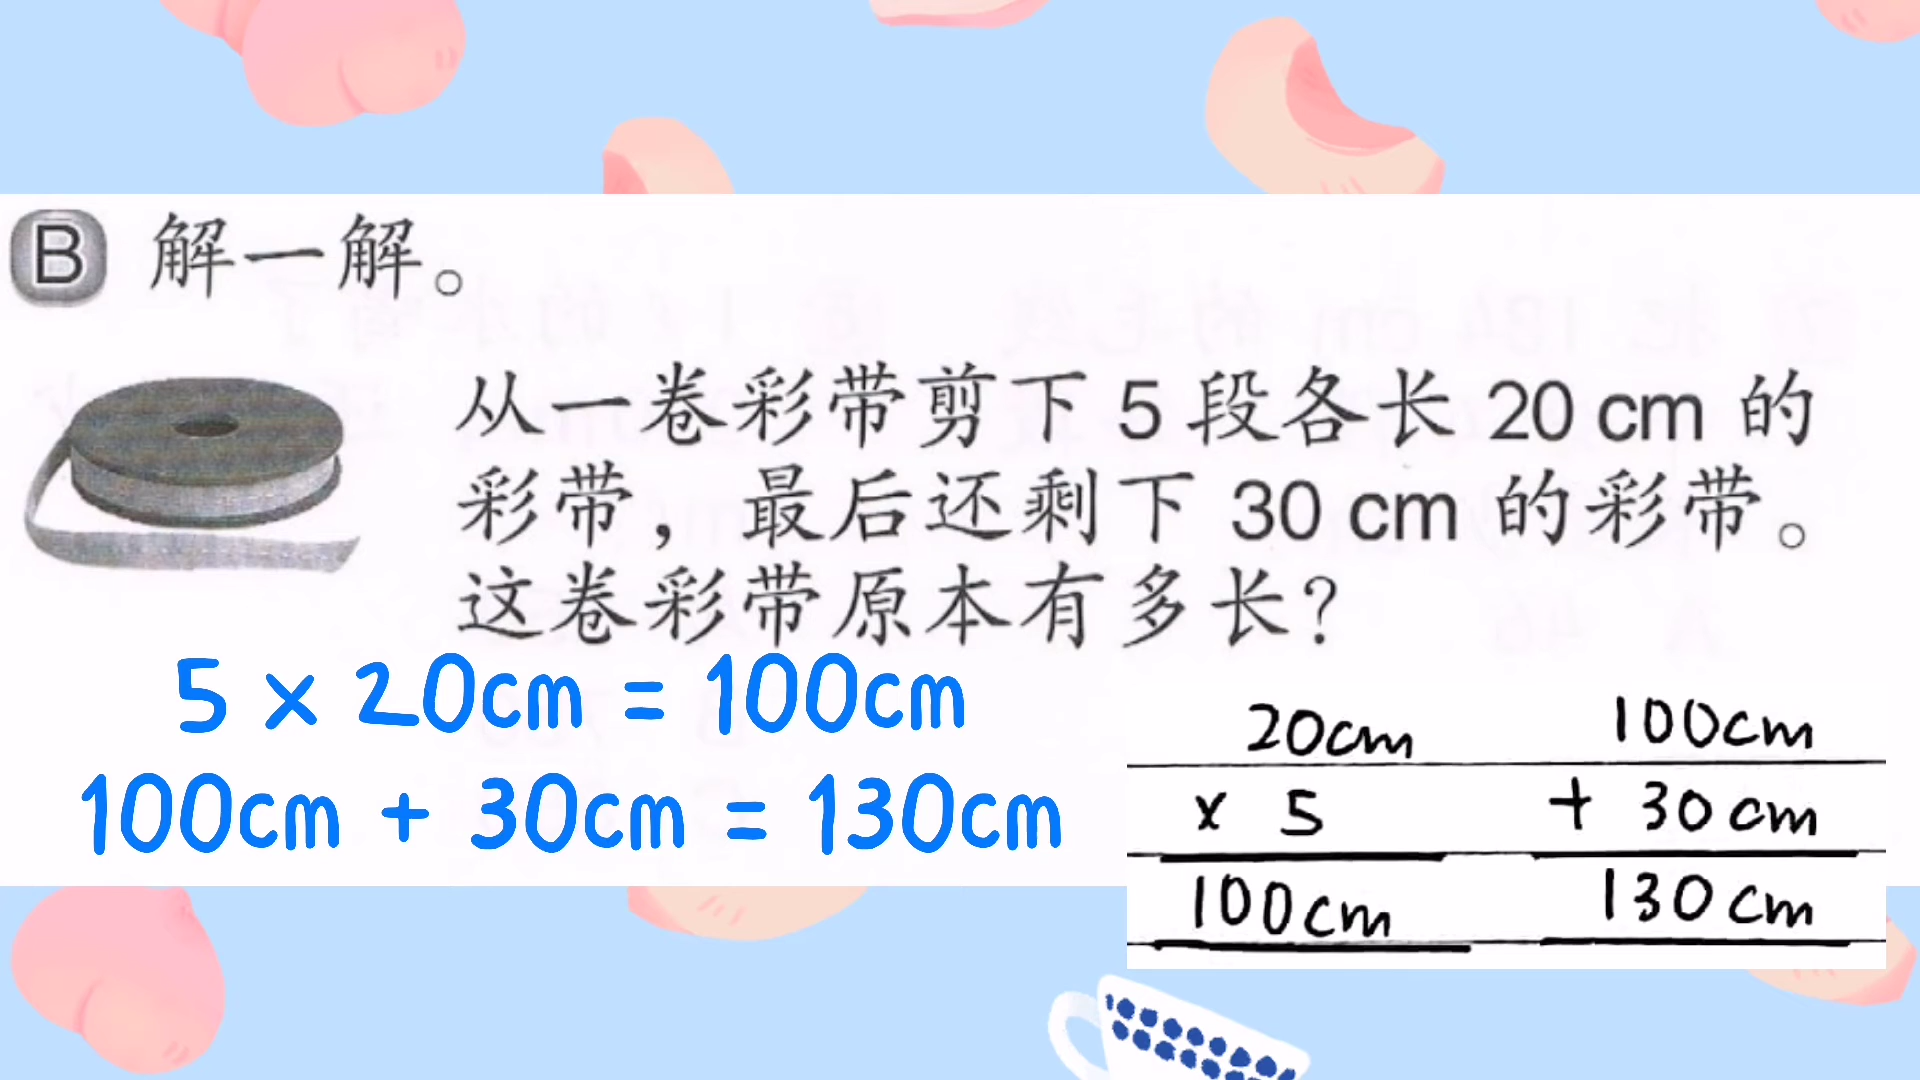 B 解一解。
从一卷彩带剪下 5 段各长 20 cm 的
彩带，最后还剩下 30 cm 的彩带。
这卷彩带原本有多长？
5 × 20cm = 100cm
100cm + 30cm = 130cm
20cm
× 5
100cm
100cm
+ 30cm
130cm